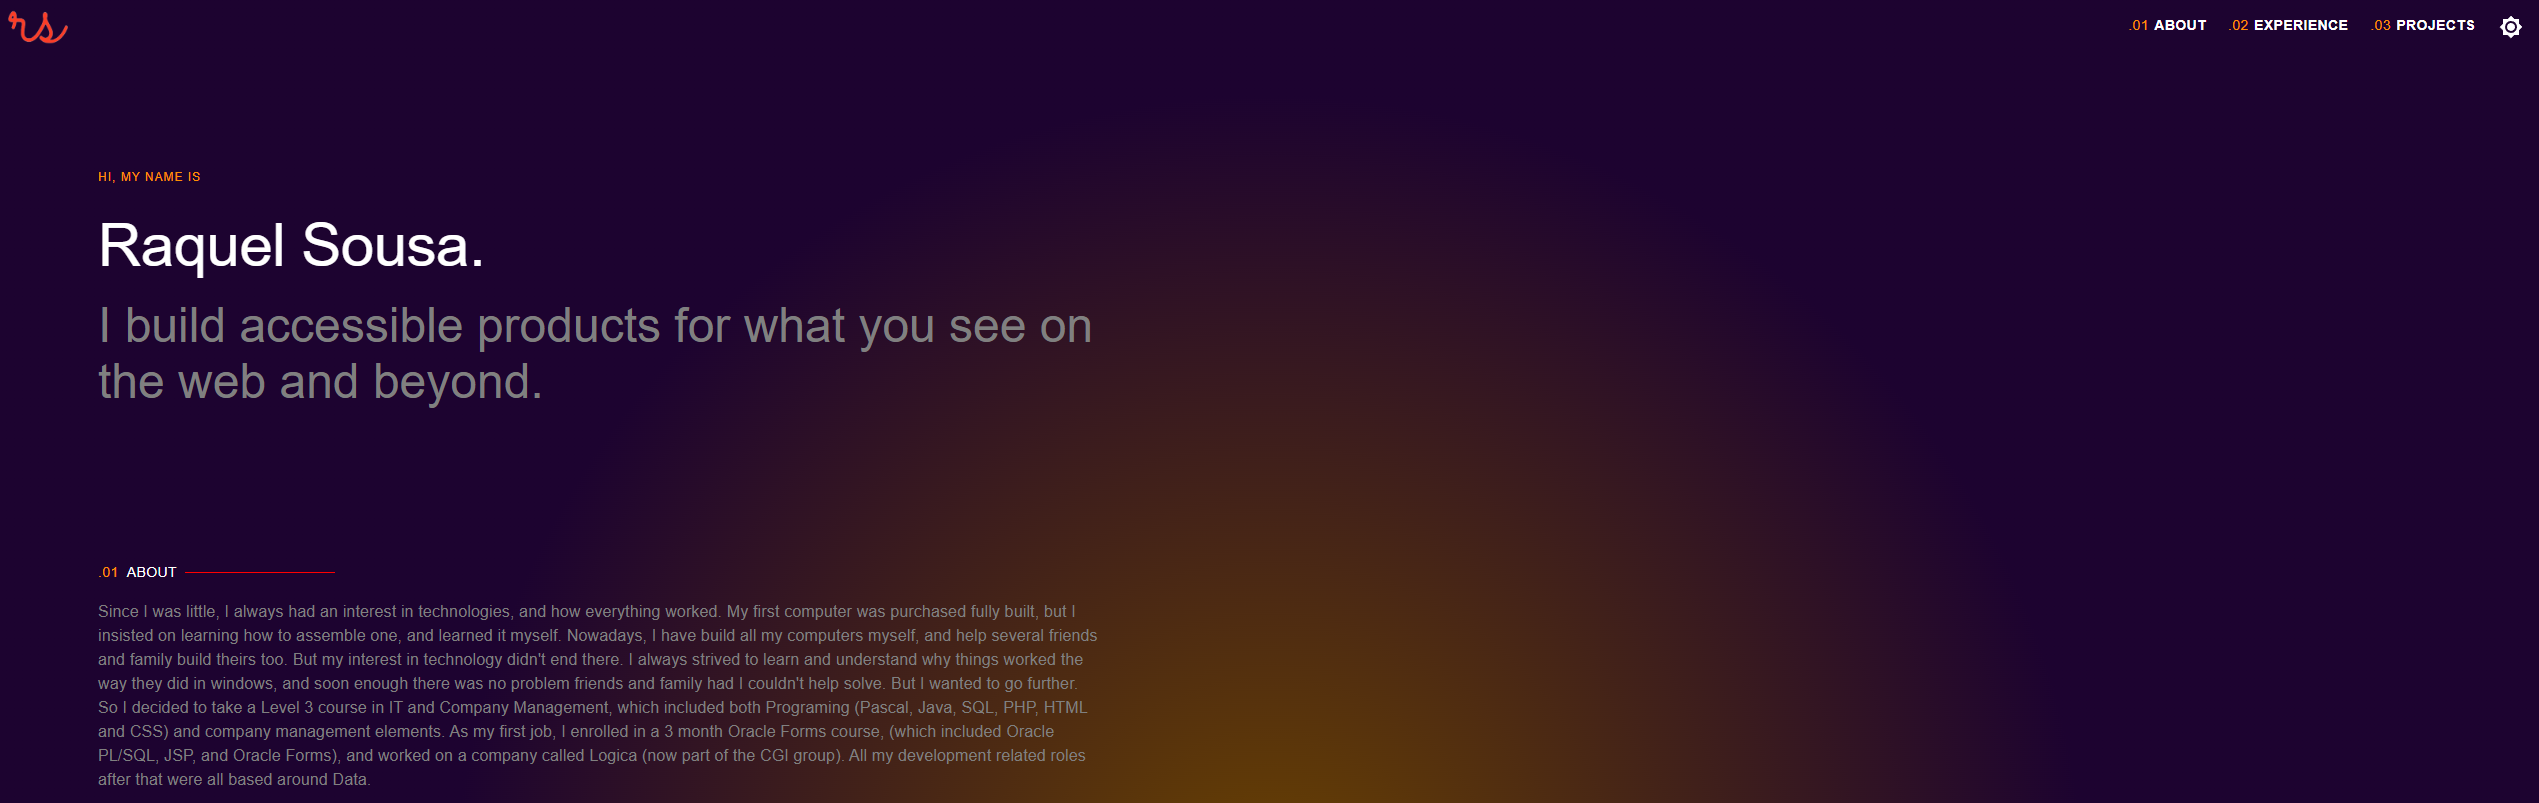 rs
.01 ABOUT .02 EXPERIENCE .03 PROJECTS
HI, MY NAME IS
Raquel Sousa.
I build accessible products for what you see on
the web and beyond.
.01 ABOUT
Since I was little, I always had an interest in technologies, and how everything worked. My first computer was purchased fully built, but I
insisted on learning how to assemble one, and learned it myself. Nowadays, I have build all my computers myself, and help several friends
and family build theirs too. But my interest in technology didn't end there. I always strived to learn and understand why things worked the
way they did in windows, and soon enough there was no problem friends and family had I couldn't help solve. But I wanted to go further.
So I decided to take a Level 3 course in IT and Company Management, which included both Programing (Pascal, Java, SQL, PHP, HTML
and CSS) and company management elements. As my first job, I enrolled in a 3 month Oracle Forms course, (which included Oracle
PL/SQL, JSP, and Oracle Forms), and worked on a company called Logica (now part of the CGI group). All my development related roles
after that were all based around Data.